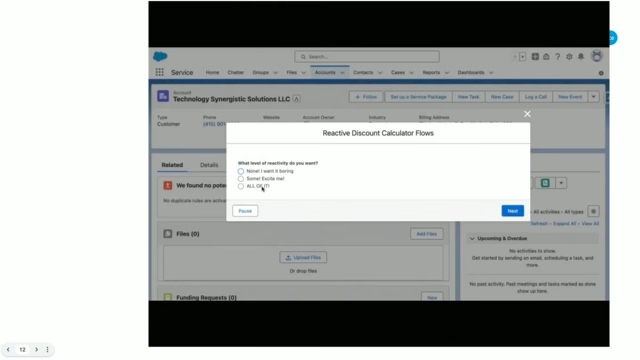 Search...
Service
Home
Chatter
Groups
Files
Accounts
Contacts
Cases
Reports
Dashboards
Account
Technology Synergistic Solutions LLC
+ Follow
Set up a Service Package
New Task
New Case
Log a Call
New Event
Type
Phone
Website
Account Owner
Industry
Billing Address
Customer
(415) 901
Reactive Discount Calculator Flows
What level of reactivity do you want?
None! I want it boring
Some! Excite me!
ALL OF IT!
Pause
Next
Related
Details
We found no poten
No duplicate rules are activated
Files (0)
Add Files
Upload Files
Or drop files
Funding Requests (0)
New
All activities • All types
Refresh • Expand All • View All
Upcoming & Overdue
No activities to show.
Get started by sending an email, scheduling a task, and more.
No past activity. Past meetings and tasks marked as done show up here.
12